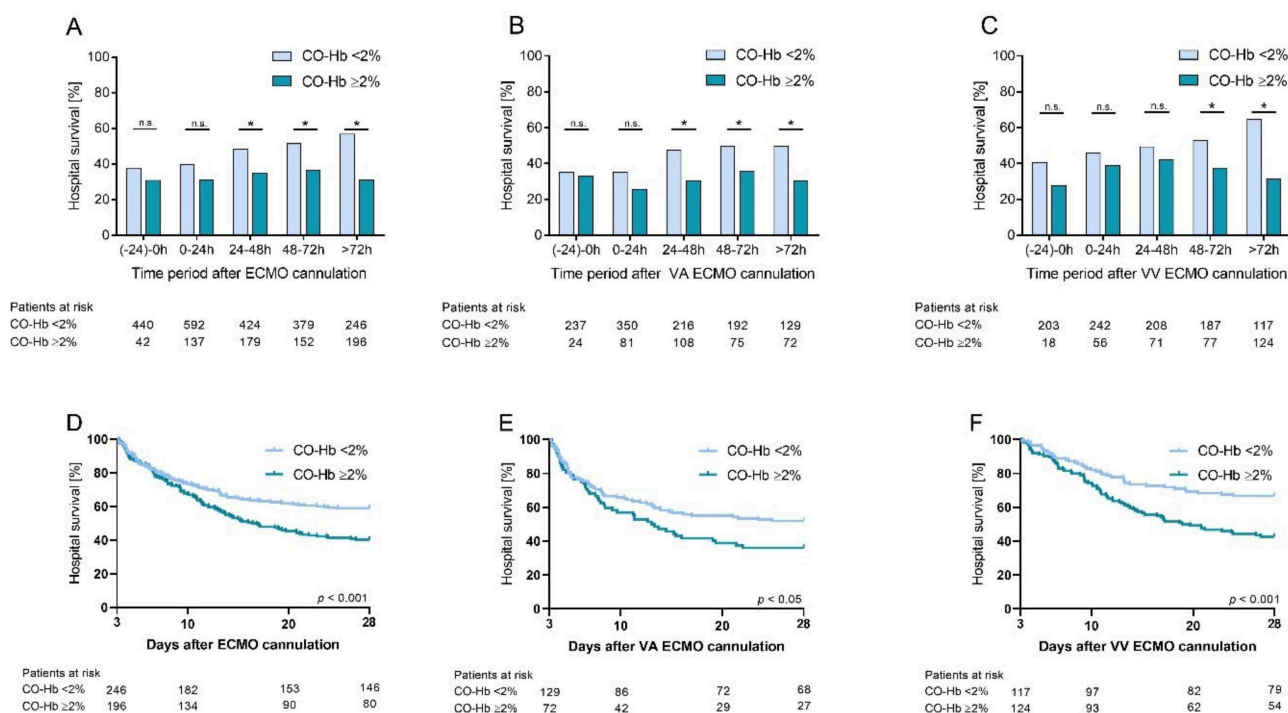 A
CO-Hb <2%
CO-Hb ≥2%
Hospital survival [%]
100
80
60
40
20
0
n.s.
n.s.
*
*
*
(-24)-0h
0-24h
24-48h
48-72h
>72h
Time period after ECMO cannulation
Patients at risk
CO-Hb <2% 440 592 424 379 246
CO-Hb ≥2% 42 137 179 152 196
B
CO-Hb <2%
CO-Hb ≥2%
Hospital survival [%]
100
80
60
40
20
0
n.s.
n.s.
*
*
*
(-24)-0h
0-24h
24-48h
48-72h
>72h
Time period after VA ECMO cannulation
Patients at risk
CO-Hb <2% 237 350 216 192 129
CO-Hb ≥2% 24 81 108 75 72
C
CO-Hb <2%
CO-Hb ≥2%
Hospital survival [%]
100
80
60
40
20
0
n.s.
n.s.
n.s.
*
*
(-24)-0h
0-24h
24-48h
48-72h
>72h
Time period after VV ECMO cannulation
Patients at risk
CO-Hb <2% 203 242 208 187 117
CO-Hb ≥2% 18 56 71 77 124
D
CO-Hb <2%
CO-Hb ≥2%
Hospital survival [%]
100
80
60
40
20
0
p < 0.001
3 10 20 28
Days after ECMO cannulation
Patients at risk
CO-Hb <2% 246 182 153 146
CO-Hb ≥2% 196 134 90 80
E
CO-Hb <2%
CO-Hb ≥2%
Hospital survival [%]
100
80
60
40
20
0
p < 0.05
3 10 20 28
Days after VA ECMO cannulation
Patients at risk
CO-Hb <2% 129 86 72 68
CO-Hb ≥2% 72 42 29 27
F
CO-Hb <2%
CO-Hb ≥2%
Hospital survival [%]
100
80
60
40
20
0
p < 0.001
3 10 20 28
Days after VV ECMO cannulation
Patients at risk
CO-Hb <2% 117 97 82 79
CO-Hb ≥2% 124 93 62 54